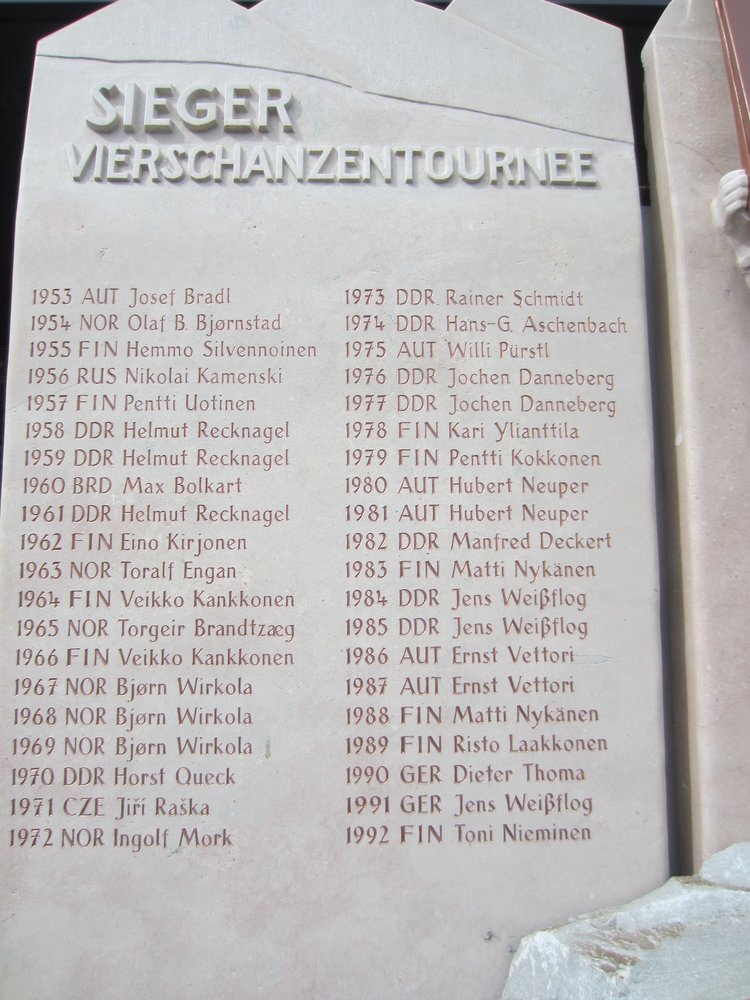 SIEGER
VIERSCHANZENTOURNEE
1953 AUT Josef Bradl
1954 NOR Olaf B. Bjørnstad
1955 FIN Hemmo Silvennoinen
1956 RUS Nikolai Kamenski
1957 FIN Pentti Uotinen
1958 DDR Helmut Recknagel
1959 DDR Helmut Recknagel
1960 BRD Max Bolkart
1961 DDR Helmut Recknagel
1962 FIN Eino Kirjonen
1963 NOR Toralf Engan
1964 FIN Veikko Kankkonen
1965 NOR Torgeir Brandtzæg
1966 FIN Veikko Kankkonen
1967 NOR Bjørn Wirkola
1968 NOR Bjørn Wirkola
1969 NOR Bjørn Wirkola
1970 DDR Horst Queck
1971 CZE Jiří Raška
1972 NOR Ingolf Mork
1973 DDR Rainer Schmidt
1974 DDR Hans-G. Aschenbach
1975 AUT Willi Pürstl
1976 DDR Jochen Danneberg
1977 DDR Jochen Danneberg
1978 FIN Kari Ylianttila
1979 FIN Pentti Kokkonen
1980 AUT Hubert Neuper
1981 AUT Hubert Neuper
1982 DDR Manfred Deckert
1983 FIN Matti Nykänen
1984 DDR Jens Weißflog
1985 DDR Jens Weißflog
1986 AUT Ernst Vettori
1987 AUT Ernst Vettori
1988 FIN Matti Nykänen
1989 FIN Risto Laakkonen
1990 GER Dieter Thoma
1991 GER Jens Weißflog
1992 FIN Toni Nieminen